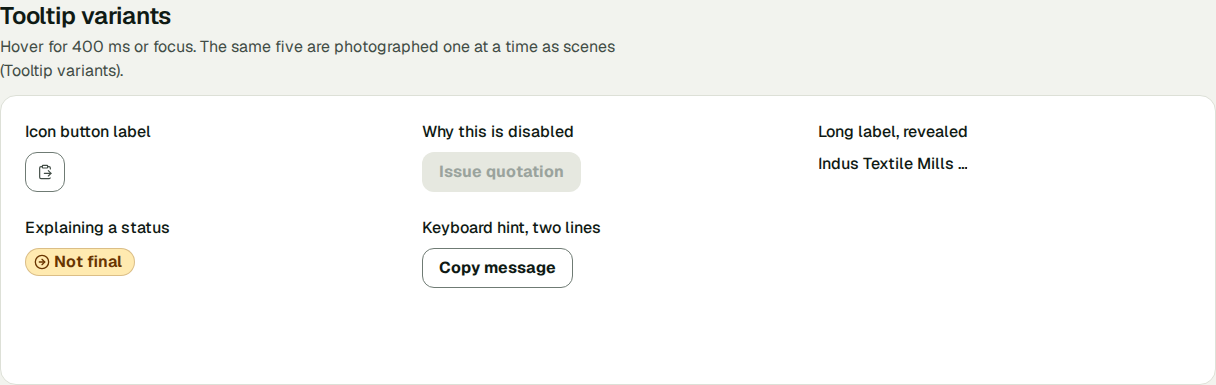 Tooltip variants
Hover for 400 ms or focus. The same five are photographed one at a time as scenes
(Tooltip variants).
Icon button label
Why this is disabled
Issue quotation
Long label, revealed
Indus Textile Mills ...
Explaining a status
Not final
Keyboard hint, two lines
Copy message